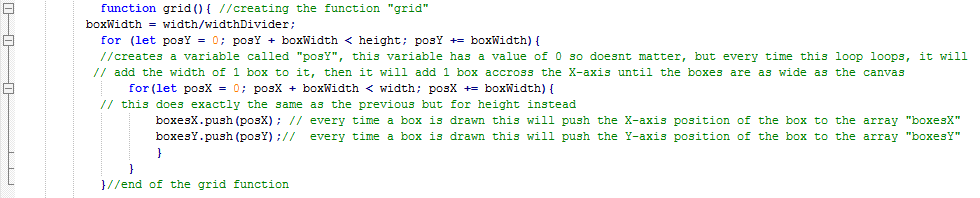 function grid(){ //creating the function "grid"
boxWidth = width/widthDivider;
for (let posY = 0; posY + boxWidth < height; posY += boxWidth){
//creates a variable called "posY", this variable has a value of 0 so doesnt matter, but every time this loop loops, it will
// add the width of 1 box to it, then it will add 1 box accross the X-axis until the boxes are as wide as the canvas
for(let posX = 0; posX + boxWidth < width; posX += boxWidth){
// this does exactly the same as the previous but for height instead
boxesX.push(posX); // every time a box is drawn this will push the X-axis position of the box to the array "boxesX"
boxesY.push(posY);// every time a box is drawn this will push the Y-axis position of the box to the array "boxesY"
}
}
}//end of the grid function